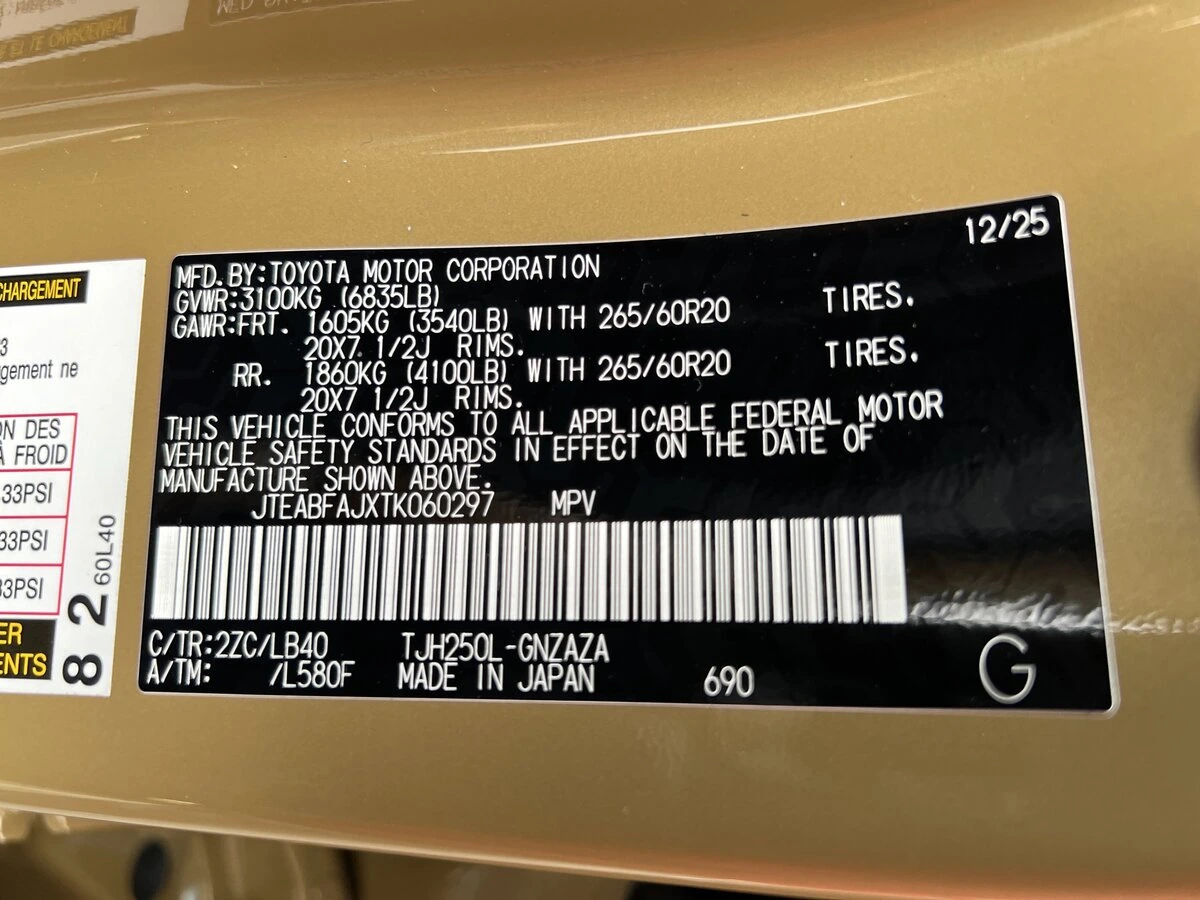 12/25
MFD.BY:TOYOTA MOTOR CORPORATION
GVWR:3100KG (6835LB)
GAWR:FRT. 1605KG (3540LB) WITH 265/60R20 TIRES.
20X7 1/2J RIMS.
RR. 1860KG (4100LB) WITH 265/60R20 TIRES.
20X7 1/2J RIMS.
THIS VEHICLE CONFORMS TO ALL APPLICABLE FEDERAL MOTOR
VEHICLE SAFETY STANDARDS IN EFFECT ON THE DATE OF
MANUFACTURE SHOWN ABOVE.
JTEABFAJXTK060297 MPV
C/TR:2ZC/LB40 TJH250L-GNZAZA
A/TM: /L580F MADE IN JAPAN 690
G
CHARGEMENT
3
gement ne
ON DES
À FROID
33PSI
33PSI
33PSI
ER
ENTS
82 60L40